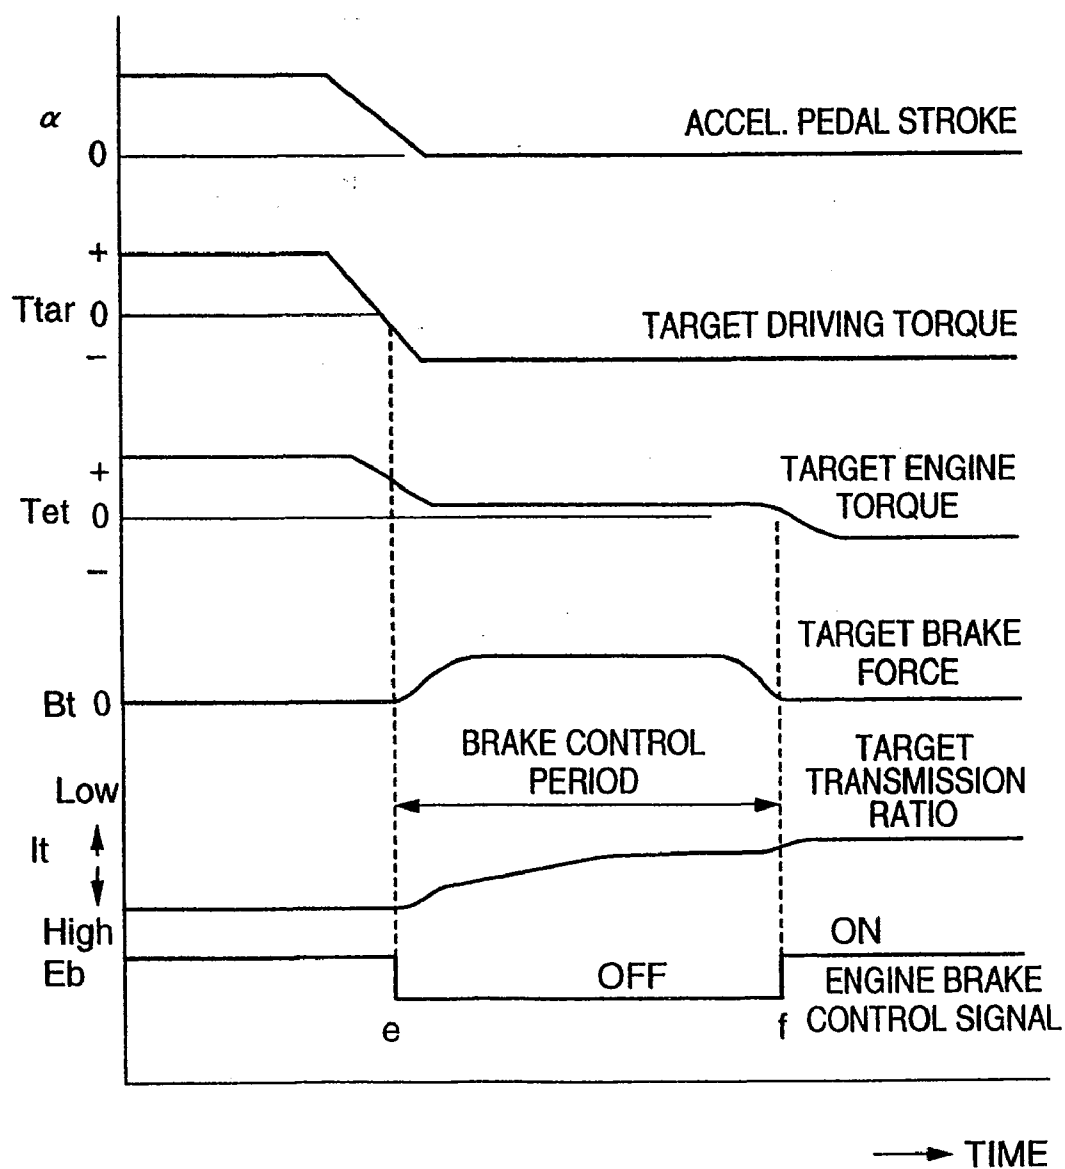 α
0
ACCEL. PEDAL STROKE
+
Ttar 0
−
TARGET DRIVING TORQUE
+
Tet 0
−
TARGET ENGINE
TORQUE
Bt 0
TARGET BRAKE
FORCE
BRAKE CONTROL
PERIOD
Low
It
High
TARGET
TRANSMISSION
RATIO
Eb
OFF
ON
ENGINE BRAKE
CONTROL SIGNAL
e
f
TIME